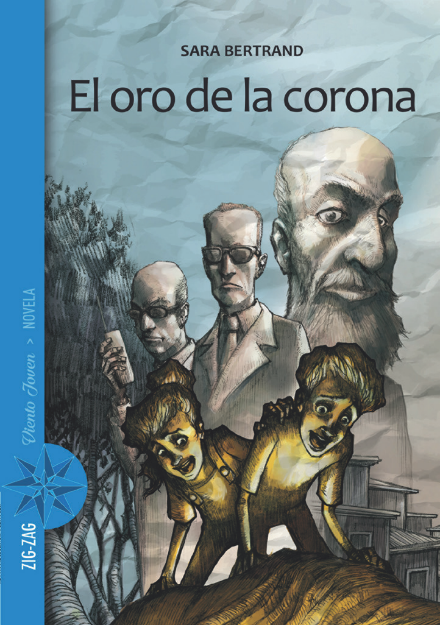 SARA BERTRAND
El oro de la corona
Viento Joven > NOVELA
ZIG-ZAG